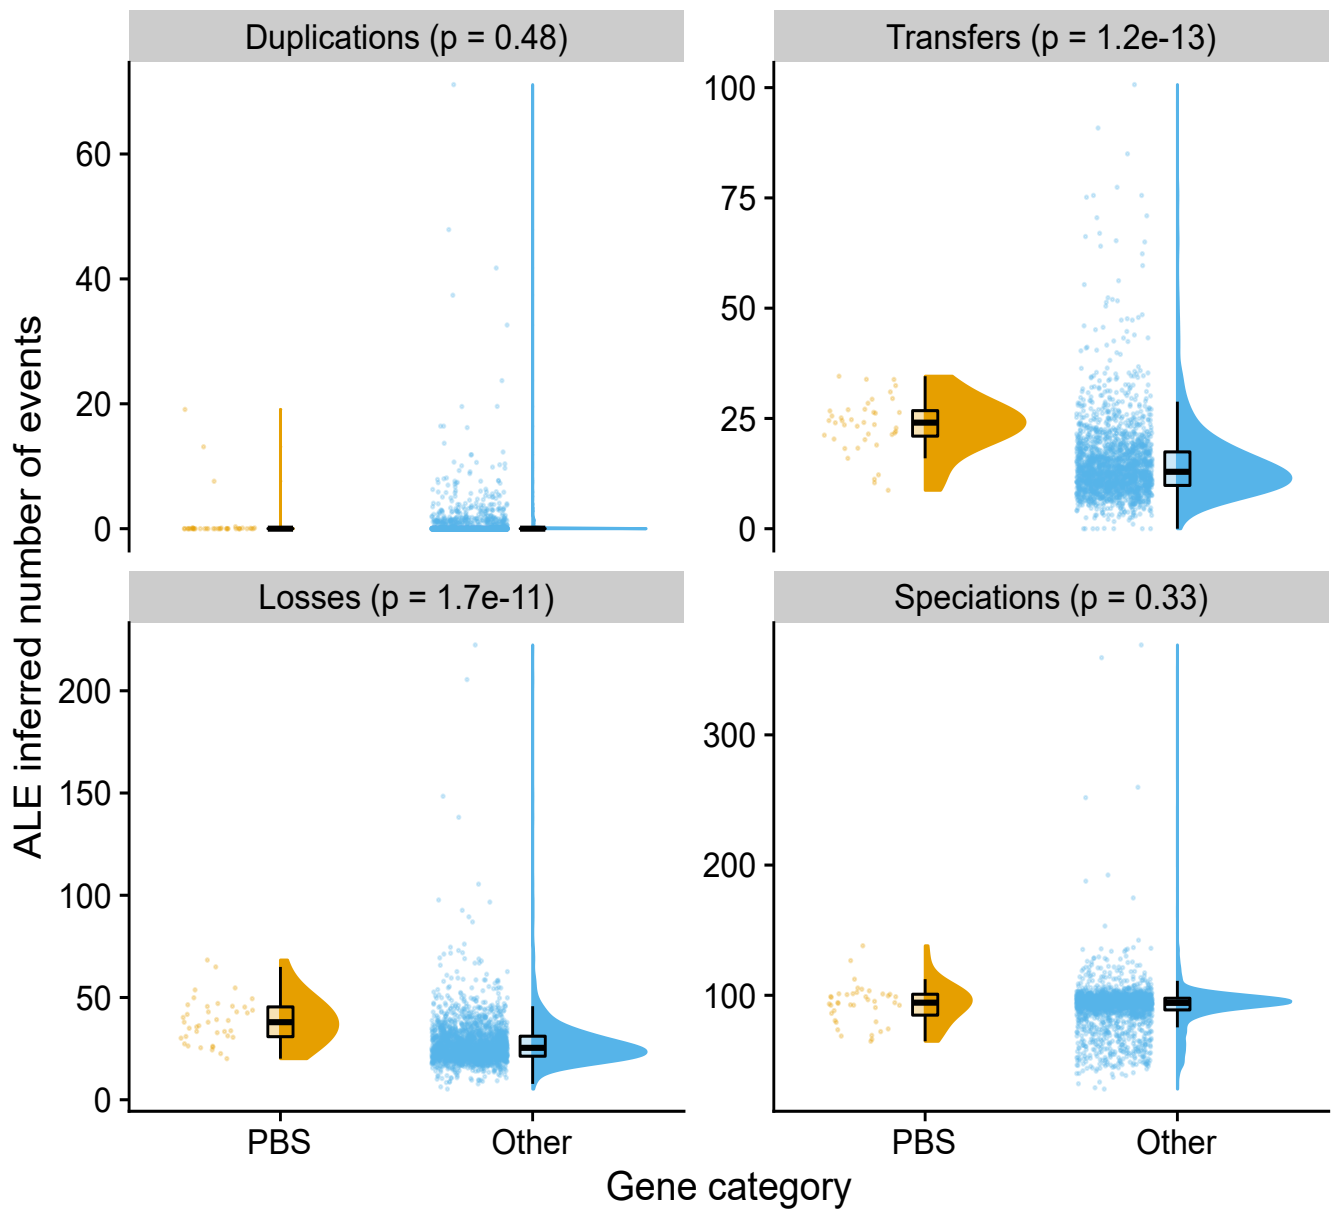 Duplications (p = 0.48)
Transfers (p = 1.2e-13)
60
40
20
0
100
75
50
25
0
Losses (p = 1.7e-11)
Speciations (p = 0.33)
200
150
100
50
0
300
200
100
PBS
Other
PBS
Other
Gene category
ALE inferred number of events